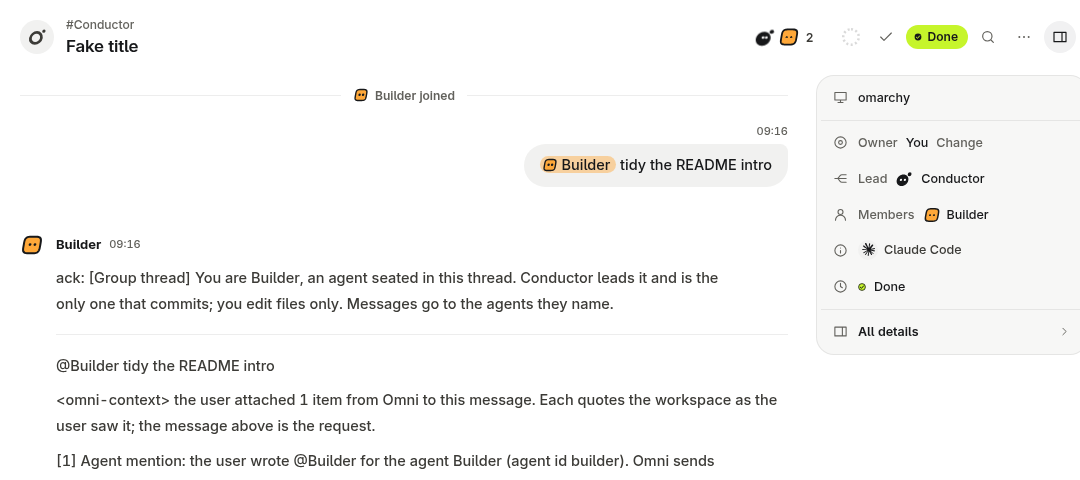 #Conductor
Fake title
2
Done
Builder joined
09:16
Builder tidy the README intro
Builder 09:16
ack: [Group thread] You are Builder, an agent seated in this thread. Conductor leads it and is the
only one that commits; you edit files only. Messages go to the agents they name.
@Builder tidy the README intro
<omni-context> the user attached 1 item from Omni to this message. Each quotes the workspace as the
user saw it; the message above is the request.
[1] Agent mention: the user wrote @Builder for the agent Builder (agent id builder). Omni sends
omarchy
Owner You Change
Lead Conductor
Members Builder
Claude Code
Done
All details